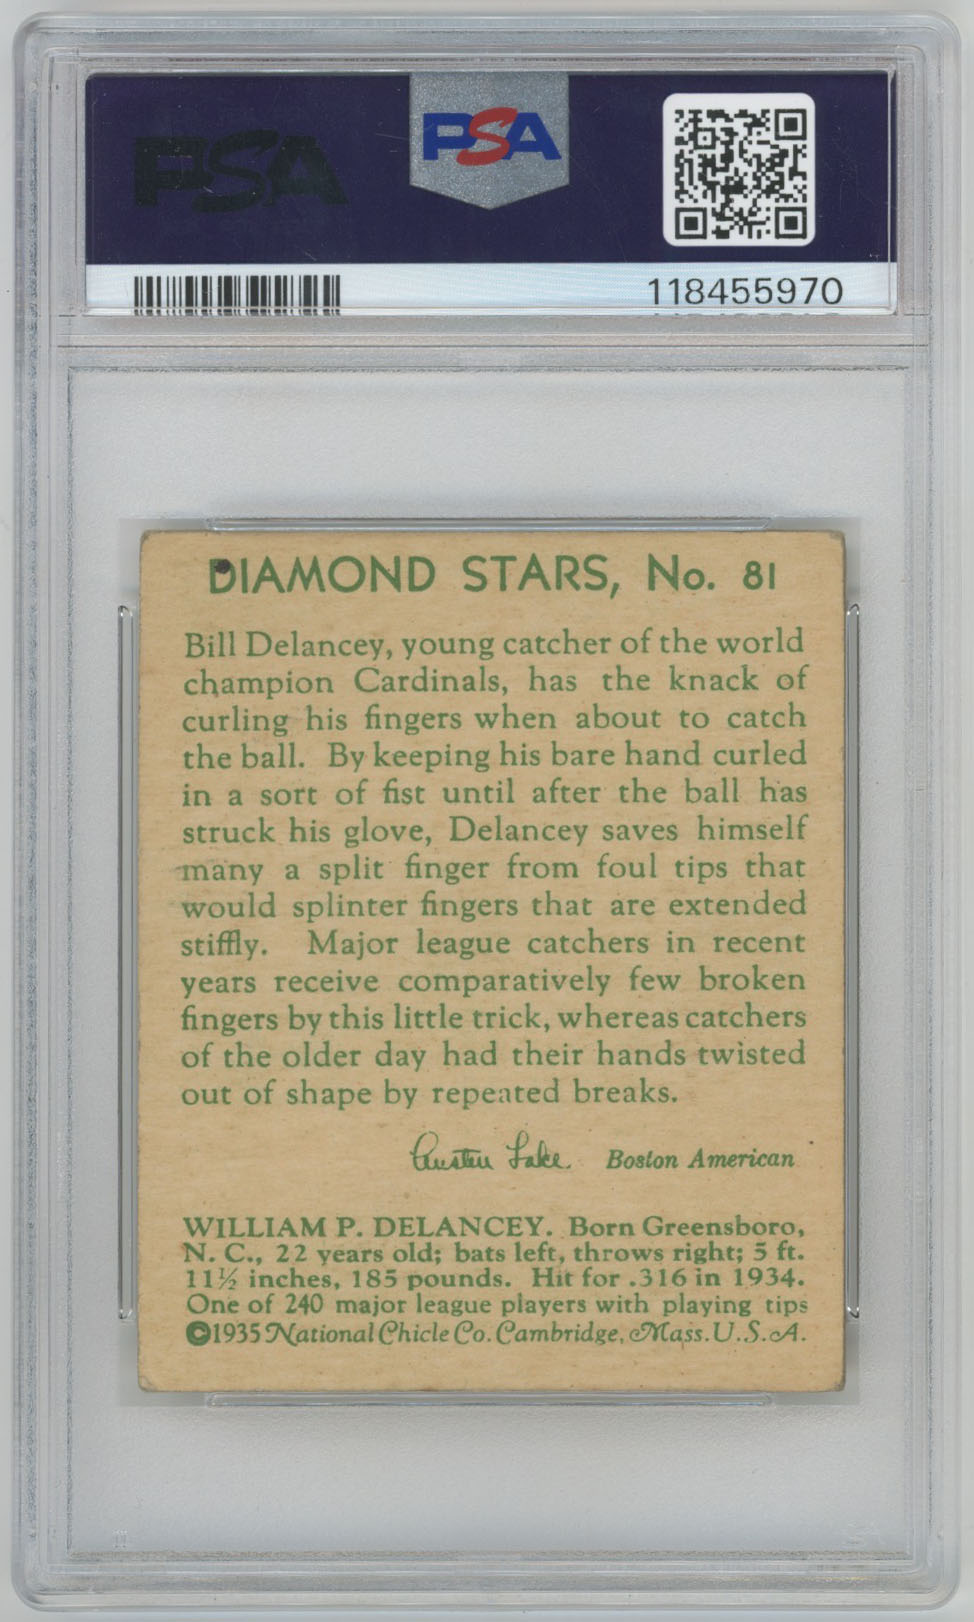 PSA
PSA
118455970
DIAMOND STARS, No. 81
Bill Delancey, young catcher of the world
champion Cardinals, has the knack of
curling his fingers when about to catch
the ball. By keeping his bare hand curled
in a sort of fist until after the ball has
struck his glove, Delancey saves himself
many a split finger from foul tips that
would splinter fingers that are extended
stiffly. Major league catchers in recent
years receive comparatively few broken
fingers by this little trick, whereas catchers
of the older day had their hands twisted
out of shape by repeated breaks.
Austen Lake. Boston American
WILLIAM P. DELANCEY. Born Greensboro,
N. C., 22 years old; bats left, throws right; 5 ft.
11½ inches, 185 pounds. Hit for .316 in 1934.
One of 240 major league players with playing tips
©1935 National Chicle Co. Cambridge, Mass. U.S.A.